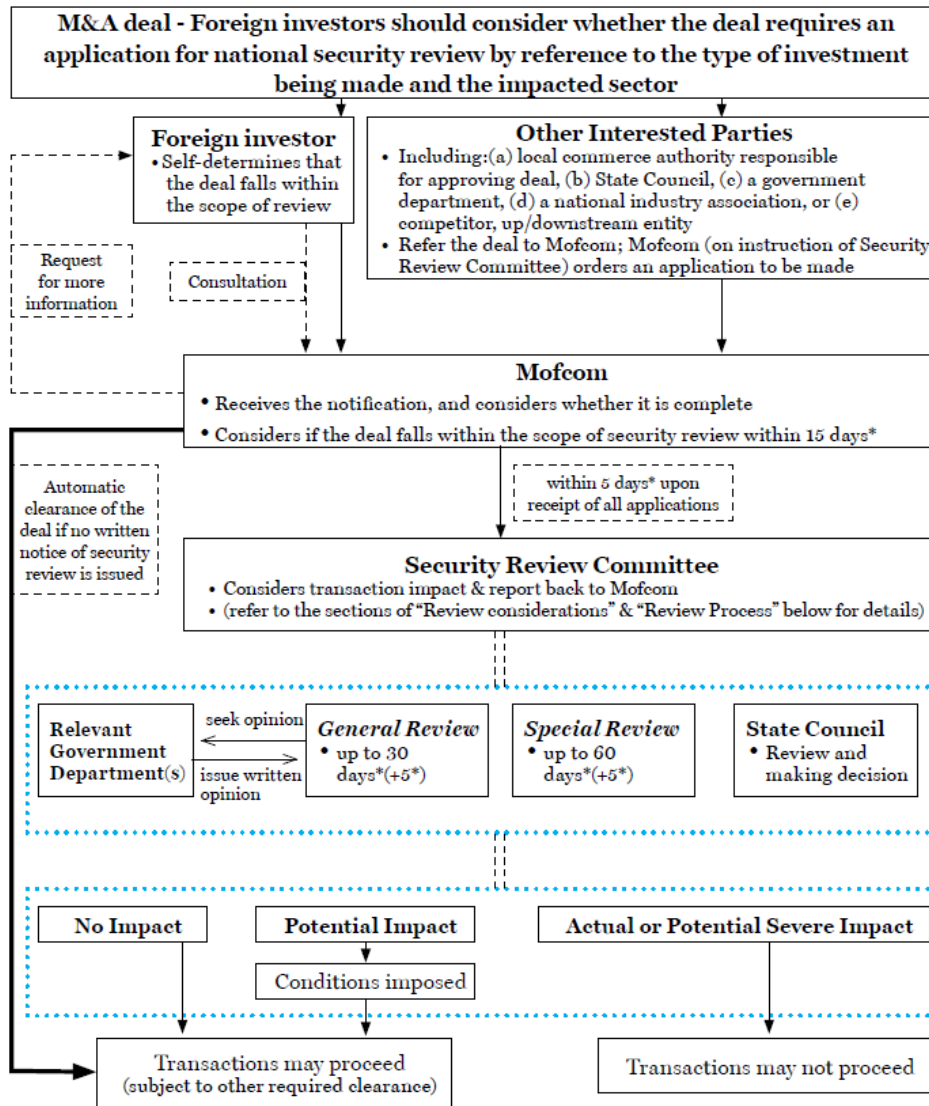 M&A deal - Foreign investors should consider whether the deal requires an
application for national security review by reference to the type of investment
being made and the impacted sector
Foreign investor
• Self-determines that
the deal falls within
the scope of review
Other Interested Parties
• Including:(a) local commerce authority responsible
for approving deal, (b) State Council, (c) a government
department, (d) a national industry association, or (e)
competitor, up/downstream entity
• Refer the deal to Mofcom; Mofcom (on instruction of Security
Review Committee) orders an application to be made
Request
for more
information
Consultation
Mofcom
• Receives the notification, and considers whether it is complete
• Considers if the deal falls within the scope of security review within 15 days*
Automatic
clearance of the
deal if no written
notice of security
review is issued
within 5 days* upon
receipt of all applications
Security Review Committee
• Considers transaction impact & report back to Mofcom
• (refer to the sections of “Review considerations” & “Review Process” below for details)
Relevant
Government
Department(s)
seek opinion
issue written
opinion
General Review
• up to 30
days*(+5*)
Special Review
• up to 60
days*(+5*)
State Council
• Review and
making decision
No Impact
Potential Impact
Actual or Potential Severe Impact
Conditions imposed
Transactions may proceed
(subject to other required clearance)
Transactions may not proceed